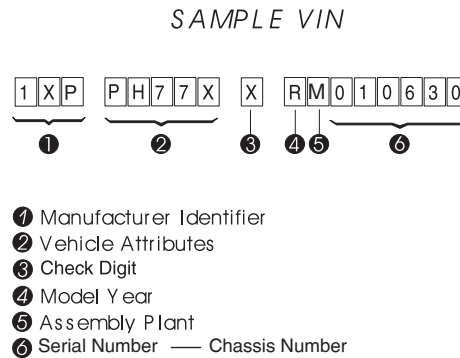 SAMPLE VIN
1XP PH77X X RM010630
1 2 3 4 5 6
1 Manufacturer Identifier
2 Vehicle Attributes
3 Check Digit
4 Model Year
5 Assembly Plant
6 Serial Number — Chassis Number